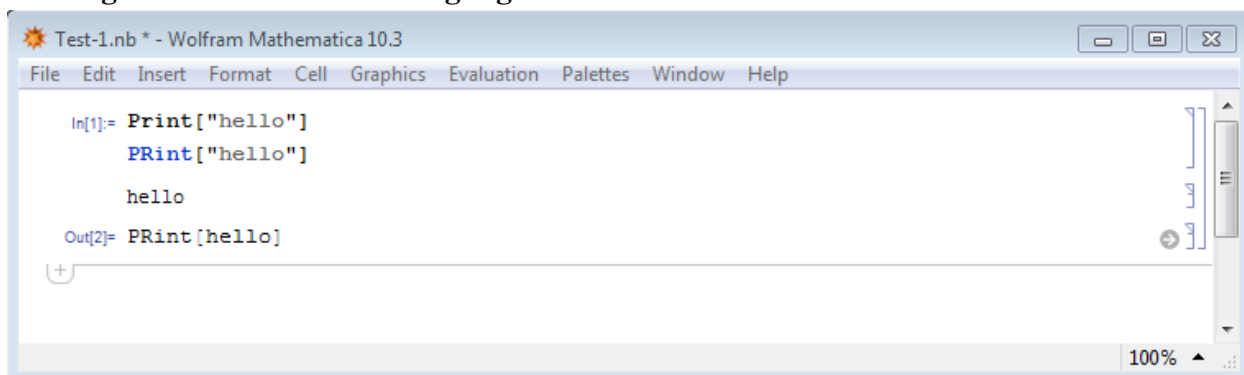 Test-1.nb * - Wolfram Mathematica 10.3
File Edit Insert Format Cell Graphics Evaluation Palettes Window Help
In[1]:= Print["hello"]
PRint["hello"]
hello
Out[2]= PRint[hello]
100%